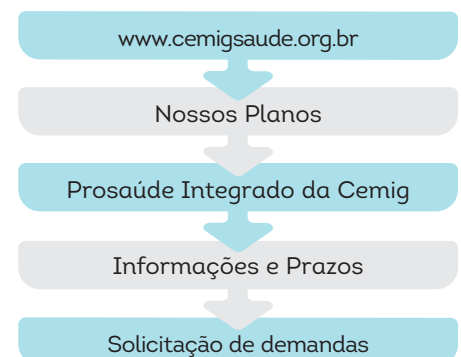 www.cemigsaude.org.br
Nossos Planos
Prosaúde Integrado da Cemig
Informações e Prazos
Solicitação de demandas